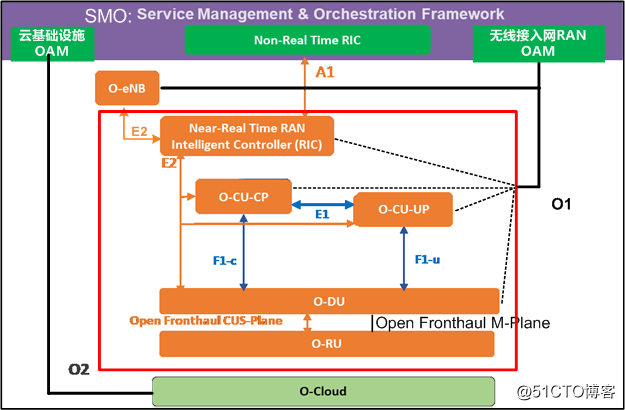 SMO: Service Management & Orchestration Framework
云基础设施
OAM
Non-Real Time RIC
无线接入网RAN
OAM
A1
O-eNB
E2
Near-Real Time RAN
Intelligent Controller (RIC)
E2
O-CU-CP
E1
O-CU-UP
O1
F1-c
F1-u
O-DU
Open Fronthaul CUS-Plane
Open Fronthaul M-Plane
O-RU
O2
O-Cloud
@51CTO博客